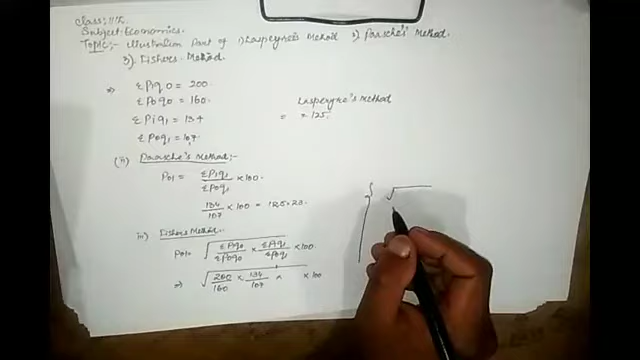 Class; 11th
Subject: Economics.
Topic:- illustration Part of 1) Laspeyre's Method 2) Paasche's Method.
3). Fishers Method.
⇒ ΣP1q0 = 200
ΣP0q0 = 160
Laspeyre's Method
ΣP1q1 = 134
= = 125.
ΣP0q1 = 107.
(ii) Paasche's Method:-
P01 = ΣP1q1/ΣP0q1 × 100.
134/107 × 100 = 125.23
iii) Fishers Method.
P01= √ΣP1q0/ΣP0q0 × ΣP1q1/ΣP0q1 × 100
⇒ √200/160 × 134/107 × × 100
√